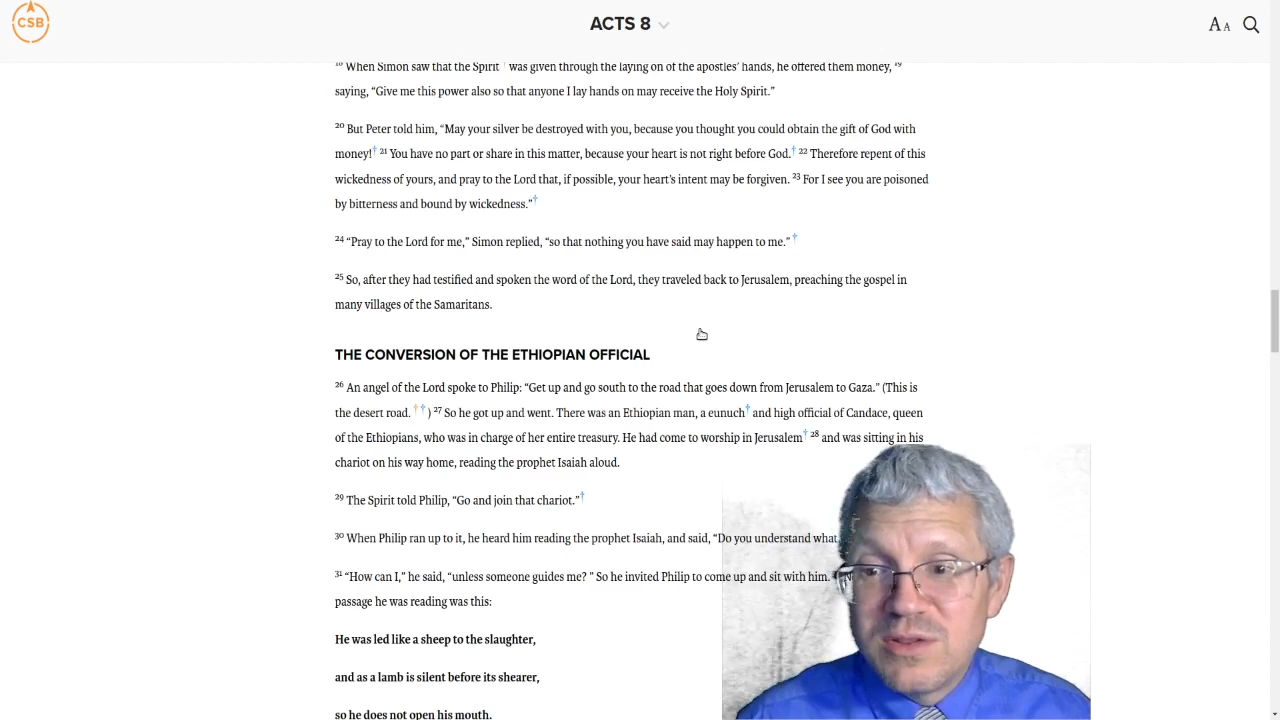 CSB
ACTS 8
AA
18 When Simon saw that the Spirit † was given through the laying on of the apostles’ hands, he offered them money, 19
saying, “Give me this power also so that anyone I lay hands on may receive the Holy Spirit.”
20 But Peter told him, “May your silver be destroyed with you, because you thought you could obtain the gift of God with
money!† 21 You have no part or share in this matter, because your heart is not right before God.† 22 Therefore repent of this
wickedness of yours, and pray to the Lord that, if possible, your heart’s intent may be forgiven. 23 For I see you are poisoned
by bitterness and bound by wickedness.”†
24 “Pray to the Lord for me,” Simon replied, “so that nothing you have said may happen to me.” †
25 So, after they had testified and spoken the word of the Lord, they traveled back to Jerusalem, preaching the gospel in
many villages of the Samaritans.
THE CONVERSION OF THE ETHIOPIAN OFFICIAL
26 An angel of the Lord spoke to Philip: “Get up and go south to the road that goes down from Jerusalem to Gaza.” (This is
the desert road. † † ) 27 So he got up and went. There was an Ethiopian man, a eunuch† and high official of Candace, queen
of the Ethiopians, who was in charge of her entire treasury. He had come to worship in Jerusalem† 28 and was sitting in his
chariot on his way home, reading the prophet Isaiah aloud.
29 The Spirit told Philip, “Go and join that chariot.”†
30 When Philip ran up to it, he heard him reading the prophet Isaiah, and said, “Do you understand what
31 “How can I,” he said, “unless someone guides me? ” So he invited Philip to come up and sit with him.
passage he was reading was this:
He was led like a sheep to the slaughter,
and as a lamb is silent before its shearer,
so he does not open his mouth.